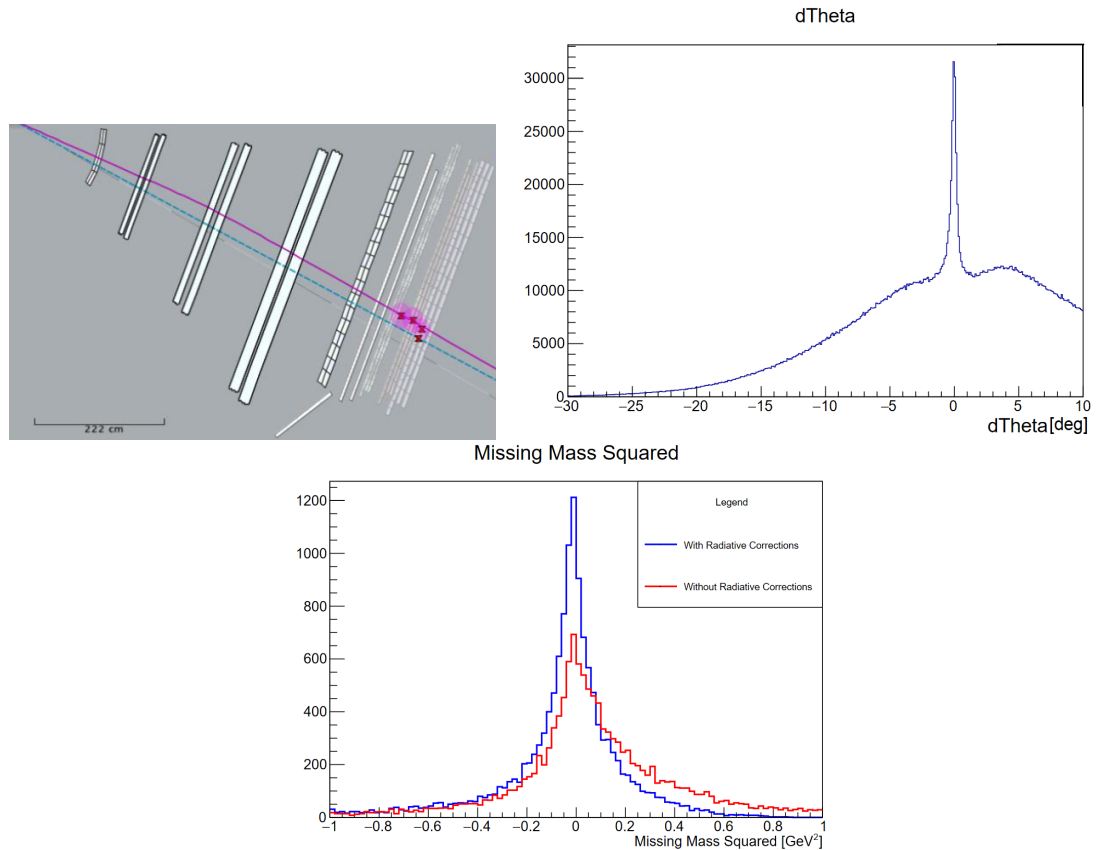 dTheta
30000
25000
20000
15000
10000
5000
0
−30 −25 −20 −15 −10 −5 0 5 10
dTheta[deg]
222 cm
Missing Mass Squared
1200
1000
800
600
400
200
0
Legend
With Radiative Corrections
Without Radiative Corrections
−1 −0.8 −0.6 −0.4 −0.2 0 0.2 0.4 0.6 0.8 1
Missing Mass Squared [GeV²]